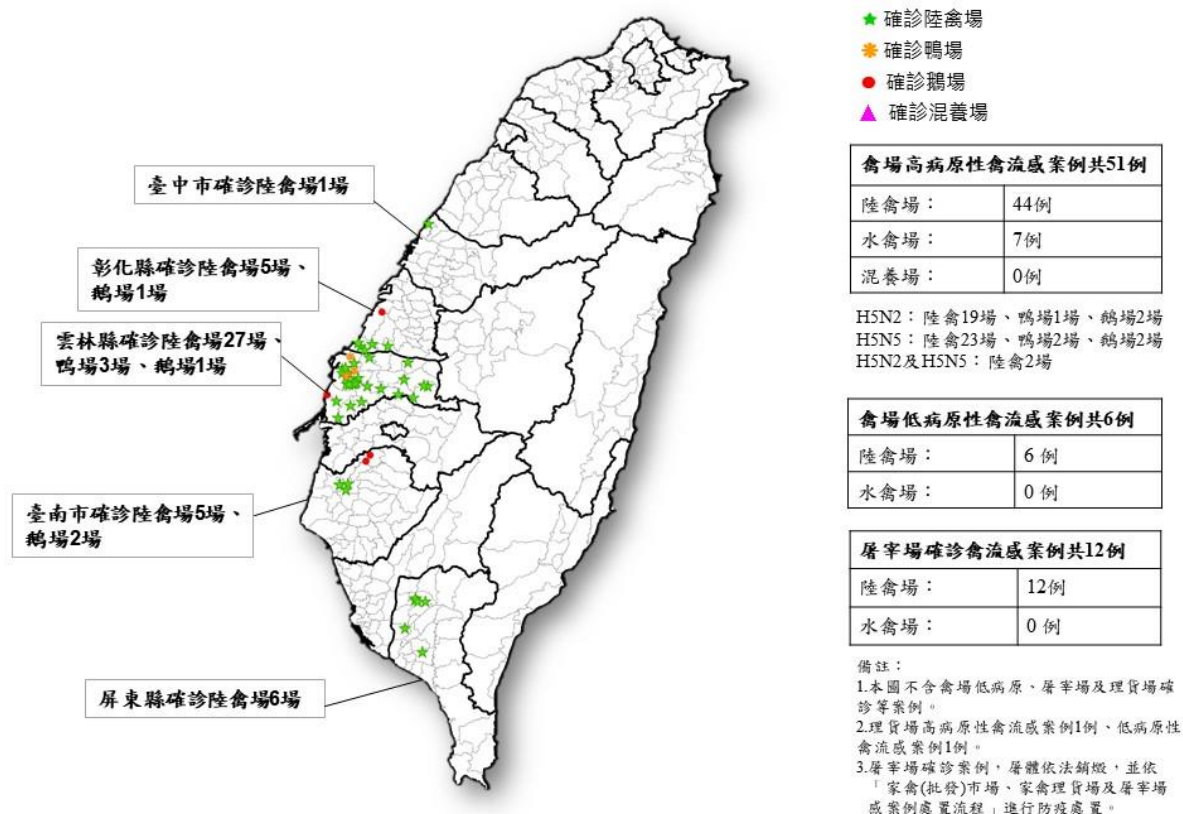 確診陸禽場
確診鴨場
確診鵝場
確診混養場
臺中市確診陸禽場1場
彰化縣確診陸禽場5場、
鵝場1場
雲林縣確診陸禽場27場、
鴨場3場、鵝場1場
臺南市確診陸禽場5場、
鵝場2場
屏東縣確診陸禽場6場
禽場高病原性禽流感案例共51例
陸禽場： 44例
水禽場： 7例
混養場： 0例
H5N2：陸禽19場、鴨場1場、鵝場2場
H5N5：陸禽23場、鴨場2場、鵝場2場
H5N2及H5N5：陸禽2場
禽場低病原性禽流感案例共6例
陸禽場： 6 例
水禽場： 0 例
屠宰場確診禽流感案例共12例
陸禽場： 12例
水禽場： 0 例
備註：
1.本圖不含禽場低病原、屠宰場及理貨場確
診等案例。
2.理貨場高病原性禽流感案例1例、低病原性
禽流感案例1例。
3.屠宰場確診案例，屠體依法銷燬，並依
「家禽(批發)市場、家禽理貨場及屠宰場
感案例處置流程」進行防疫處置。